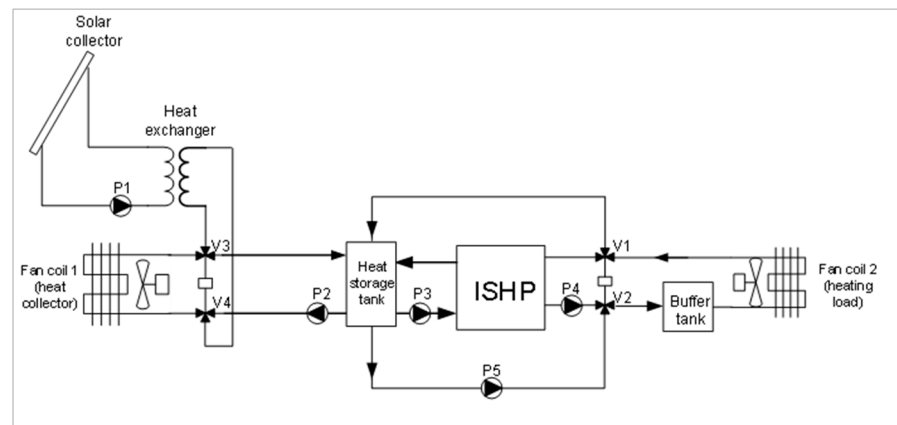 Solar
collector
Heat
exchanger
P1
V3
V1
Fan coil 1
(heat
collector)
Heat
storage
tank
ISHP
Fan coil 2
(heating
load)
V4
P2
P3
P4
V2
Buffer
tank
P5